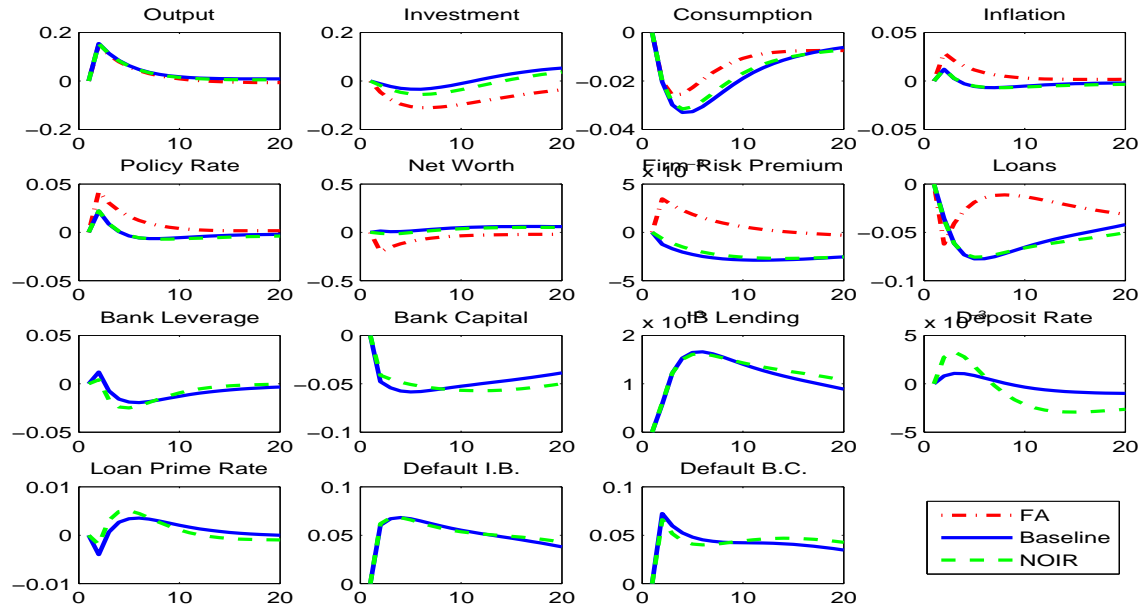 Output Investment Consumption Inflation
0.2 0.2 0 0.05
0 0 −0.02 0
−0.2 −0.2 −0.04 −0.05
0 10 20 0 10 20 0 10 20 0 10 20
Policy Rate Net Worth Firm Risk Premium Loans
x 10−3
0.05 0.5 5 0
0 0 0 −0.05
−0.05 −0.5 −5 −0.1
0 10 20 0 10 20 0 10 20 0 10 20
Bank Leverage Bank Capital IB Lending Deposit Rate
x 10 x 10−3
0.05 0 2 5
0 −0.05 1 0
−0.05 −0.1 0 −5
0 10 20 0 10 20 0 10 20 0 10 20
Loan Prime Rate Default I.B. Default B.C.
0.01 0.1 0.1
0 0.05 0.05
−0.01 0 0
0 10 20 0 10 20 0 10 20
FA
Baseline
NOIR